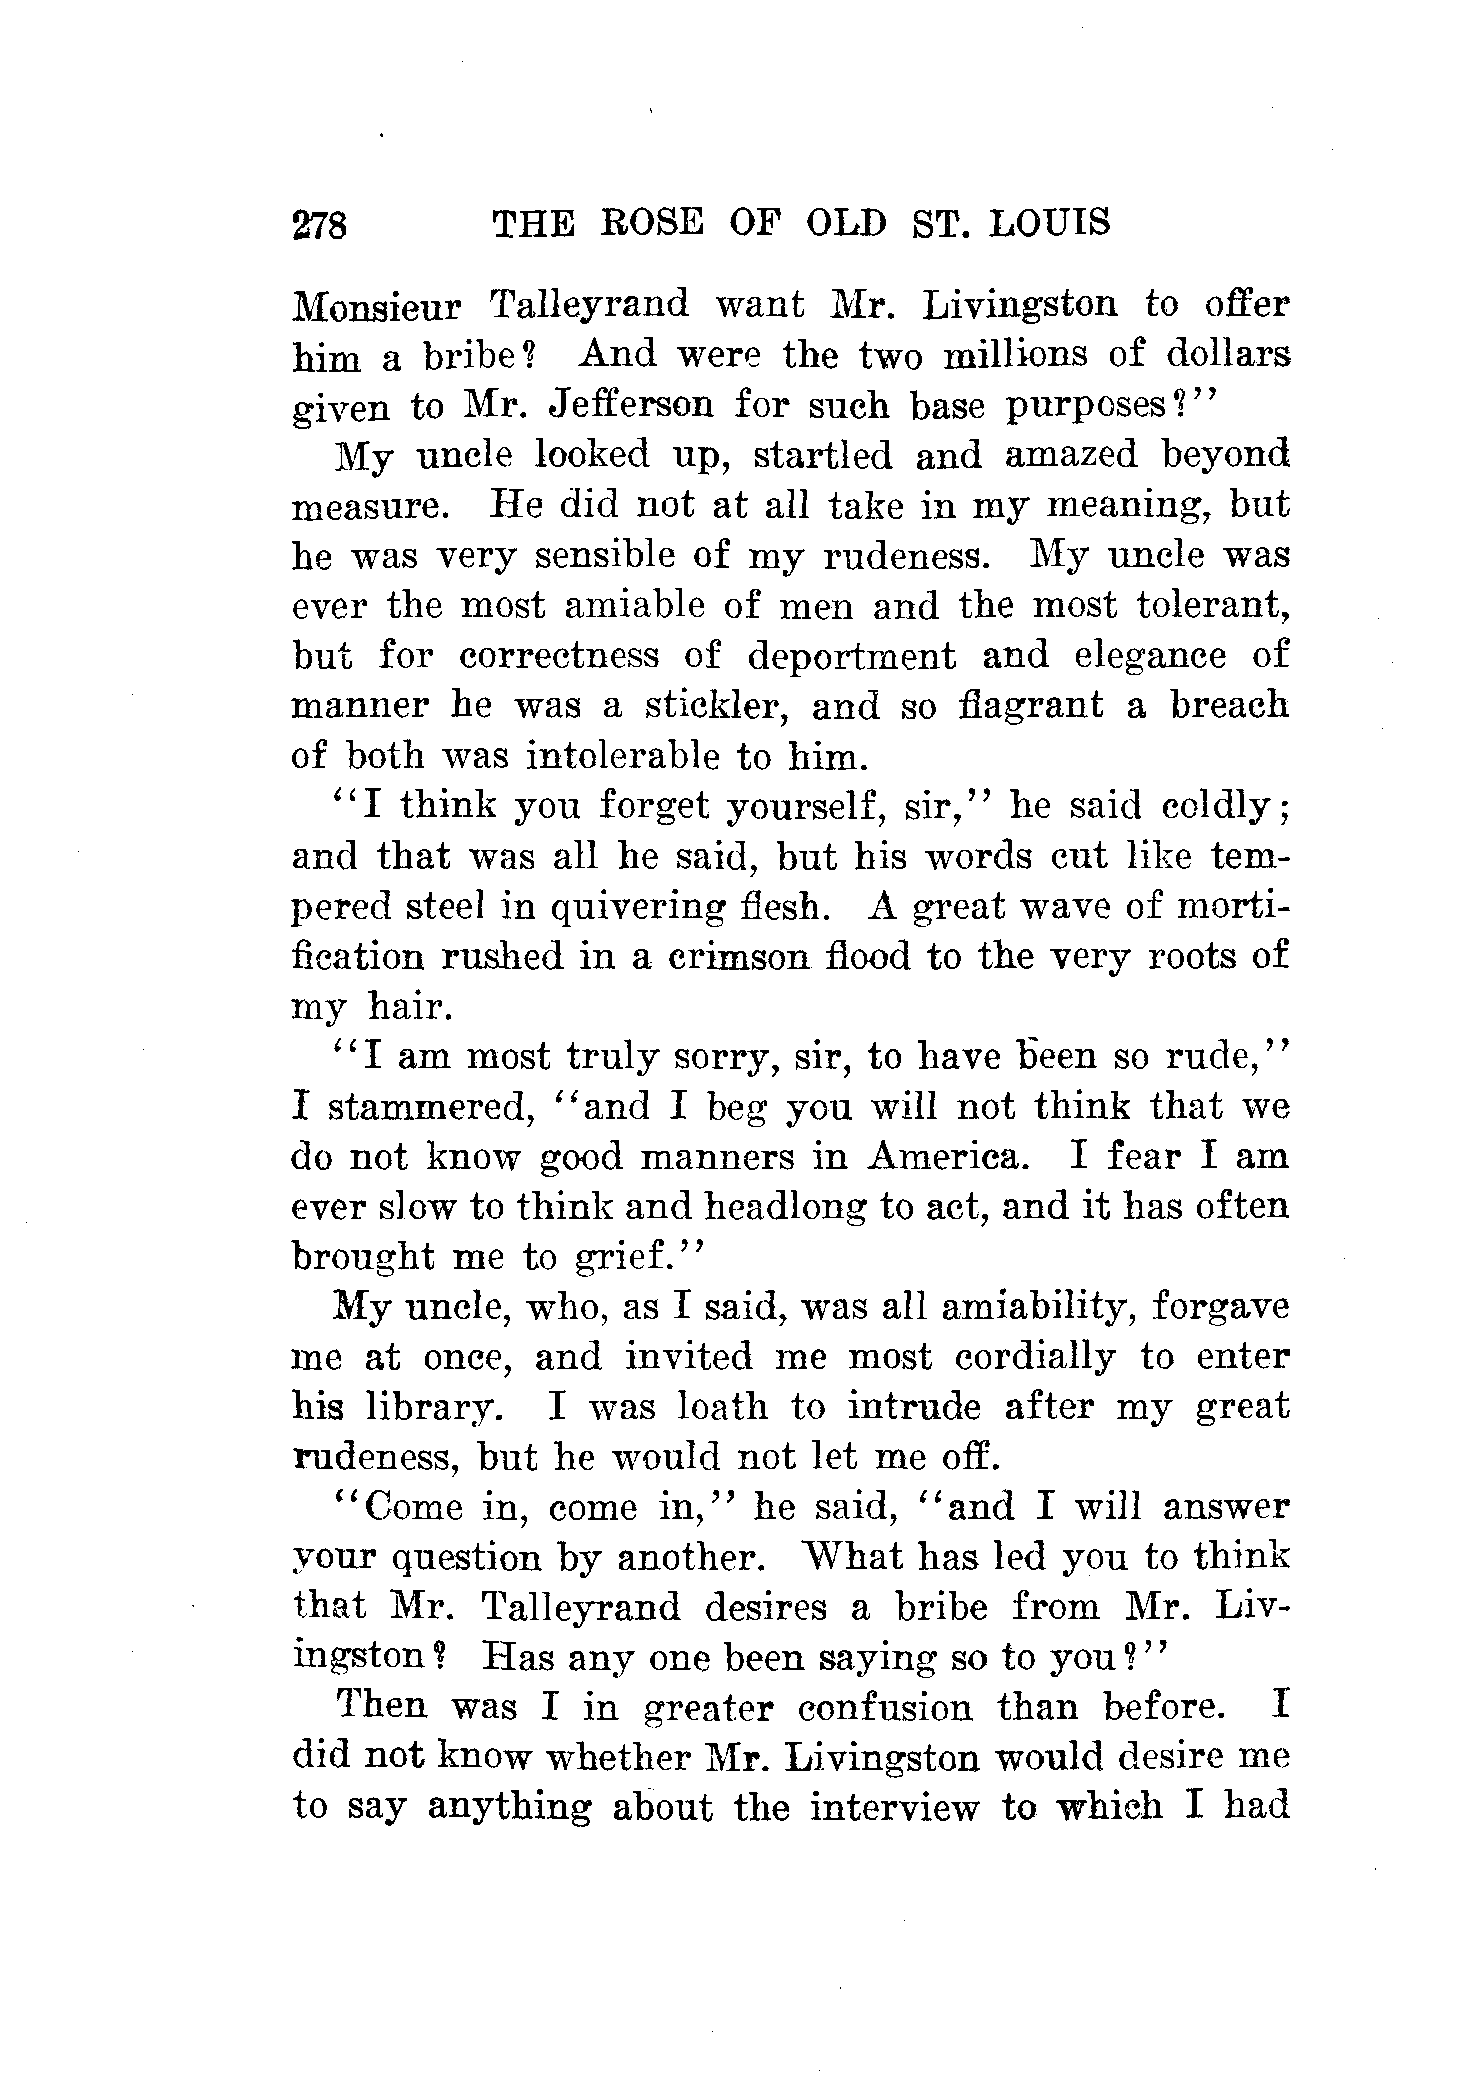 278 THE ROSE OF OLD ST. LOUIS
Monsieur Talleyrand want Mr. Livingston to offer
him a bribe? And were the two millions of dollars
given to Mr. Jefferson for such base purposes?''
My uncle looked up, startled and amazed beyond
measure. He did not at all take in my meaning, but
he was very sensible of my rudeness. My uncle was
ever the most amiable of men and the most tolerant,
but for correctness of deportment and elegance of
manner he was a stickler, and so flagrant a breach
of both was intolerable to him.
"I think you forget yourself, sir," he said coldly;
and that was all he said, but his words cut like tem-
pered steel in quivering flesh. A great wave of morti-
fication rushed in a crimson flood to the very roots of
my hair.
"I am most truly sorry, sir, to have been so rude,"
I stammered, "and I beg you will not think that we
do not know good manners in America. I fear I am
ever slow to think and headlong to act, and it has often
brought me to grief."
My uncle, who, as I said, was all amiability, forgave
me at once, and invited me most cordially to enter
his library. I was loath to intrude after my great
rudeness, but he would not let me off.
"Come in, come in," he said, "and I will answer
your question by another. What has led you to think
that Mr. Talleyrand desires a bribe from Mr. Liv-
ingston? Has any one been saying so to you?"
Then was I in greater confusion than before. I
did not know whether Mr. Livingston would desire me
to say anything about the interview to which I had